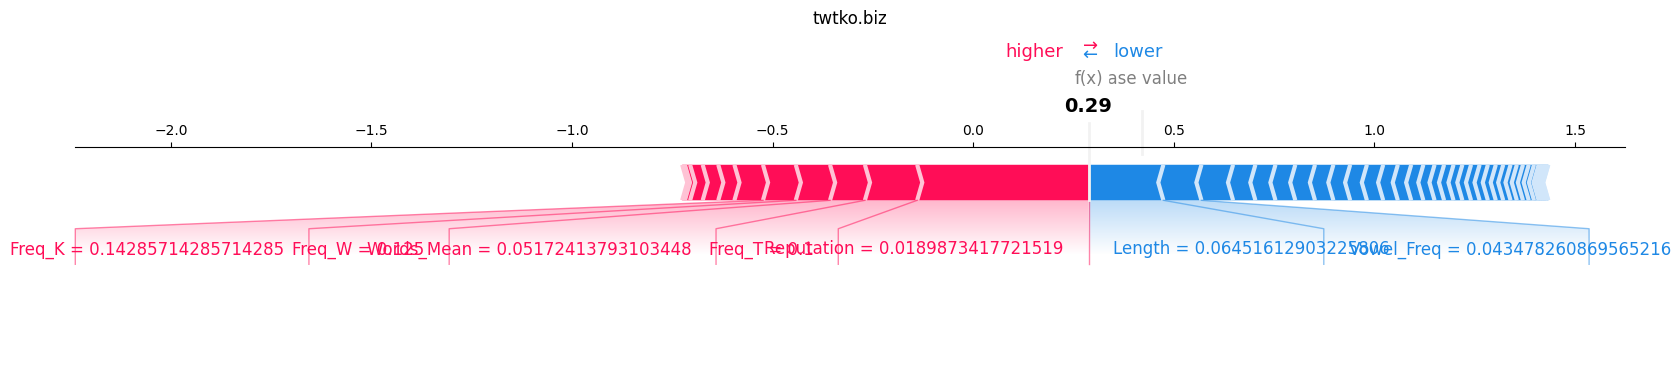 twtko.biz
higher ⇄ lower
f(x) ase value
0.29
−2.0 −1.5 −1.0 −0.5 0.0 0.5 1.0 1.5
Freq_K = 0.14285714285714285 Freq_W = 0.125 Words_Mean = 0.05172413793103448 Freq_T = 0.1 Reputation = 0.0189873417721519 Length = 0.06451612903225806 Vowel_Freq = 0.043478260869565216